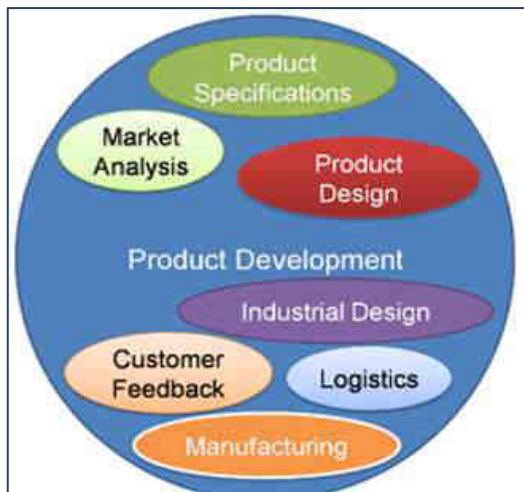 Product
Specifications
Market
Analysis
Product
Design
Product Development
Industrial Design
Customer
Feedback
Logistics
Manufacturing